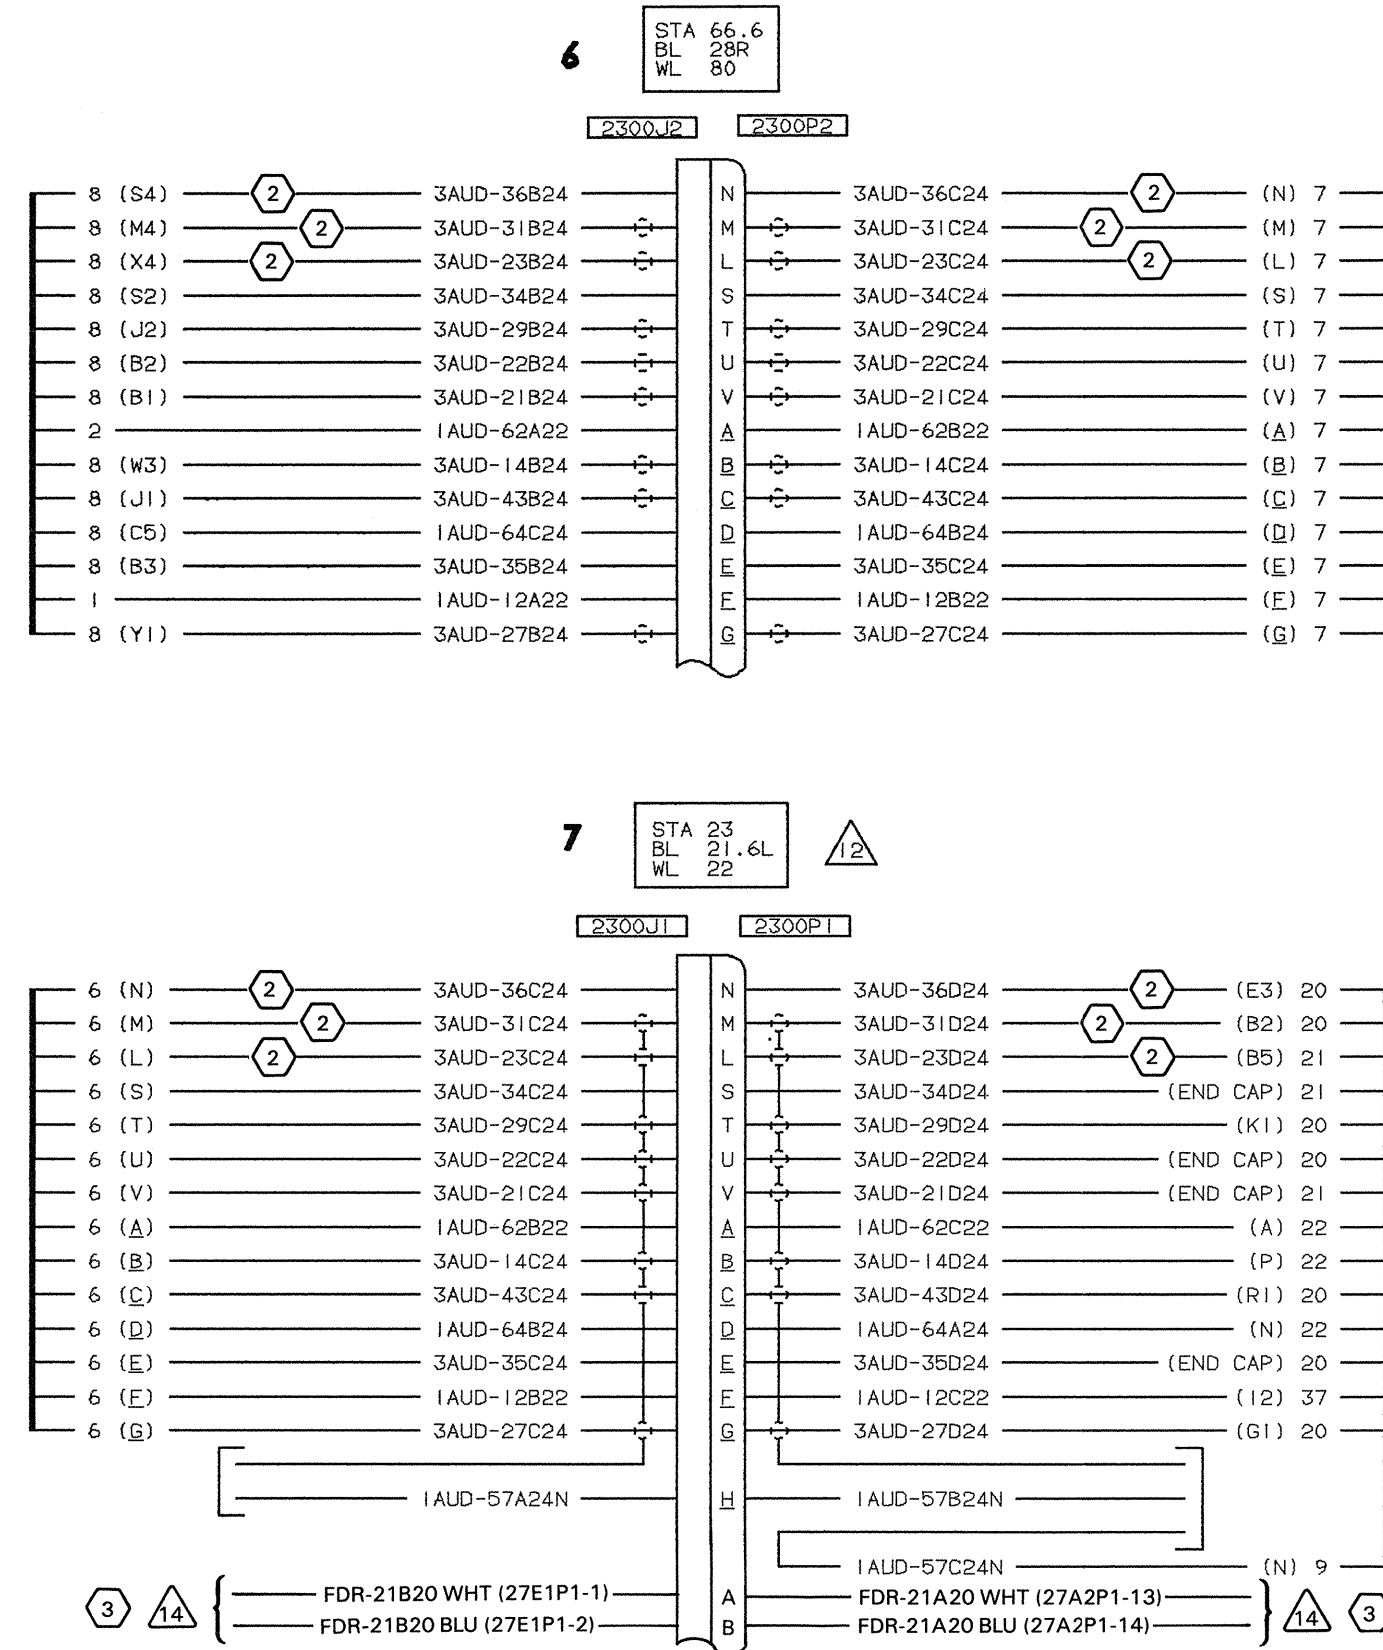 6
STA 66.6
BL 28R
WL 80
2300J2 2300P2
8 (S4) 2 3AUD-36B24 N 3AUD-36C24 2 (N) 7
8 (M4) 2 3AUD-31B24 M 3AUD-31C24 2 (M) 7
8 (X4) 2 3AUD-23B24 L 3AUD-23C24 2 (L) 7
8 (S2) 3AUD-34B24 S 3AUD-34C24 (S) 7
8 (J2) 3AUD-29B24 T 3AUD-29C24 (T) 7
8 (B2) 3AUD-22B24 U 3AUD-22C24 (U) 7
8 (B1) 3AUD-21B24 V 3AUD-21C24 (V) 7
2 1AUD-62A22 A 1AUD-62B22 (A) 7
8 (W3) 3AUD-14B24 B 3AUD-14C24 (B) 7
8 (J1) 3AUD-43B24 C 3AUD-43C24 (C) 7
8 (C5) 1AUD-64C24 D 1AUD-64B24 (D) 7
8 (B3) 3AUD-35B24 E 3AUD-35C24 (E) 7
1 1AUD-12A22 F 1AUD-12B22 (F) 7
8 (Y1) 3AUD-27B24 G 3AUD-27C24 (G) 7
7
STA 23
BL 21.6L
WL 22
12
2300J1 2300P1
6 (N) 2 3AUD-36C24 N 3AUD-36D24 2 (E3) 20
6 (M) 2 3AUD-31C24 M 3AUD-31D24 2 (B2) 20
6 (L) 2 3AUD-23C24 L 3AUD-23D24 2 (B5) 21
6 (S) 3AUD-34C24 S 3AUD-34D24 (END CAP) 21
6 (T) 3AUD-29C24 T 3AUD-29D24 (K1) 20
6 (U) 3AUD-22C24 U 3AUD-22D24 (END CAP) 20
6 (V) 3AUD-21C24 V 3AUD-21D24 (END CAP) 21
6 (A) 1AUD-62B22 A 1AUD-62C22 (A) 22
6 (B) 3AUD-14C24 B 3AUD-14D24 (P) 22
6 (C) 3AUD-43C24 C 3AUD-43D24 (R1) 20
6 (D) 1AUD-64B24 D 1AUD-64A24 (N) 22
6 (E) 3AUD-35C24 E 3AUD-35D24 (END CAP) 20
6 (F) 1AUD-12B22 F 1AUD-12C22 (12) 37
6 (G) 3AUD-27C24 G 3AUD-27D24 (G1) 20
1AUD-57A24N H 1AUD-57B24N
1AUD-57C24N (N) 9
3 14 FDR-21B20 WHT (27E1P1-1) A FDR-21A20 WHT (27A2P1-13) 14 3
FDR-21B20 BLU (27E1P1-2) B FDR-21A20 BLU (27A2P1-14)